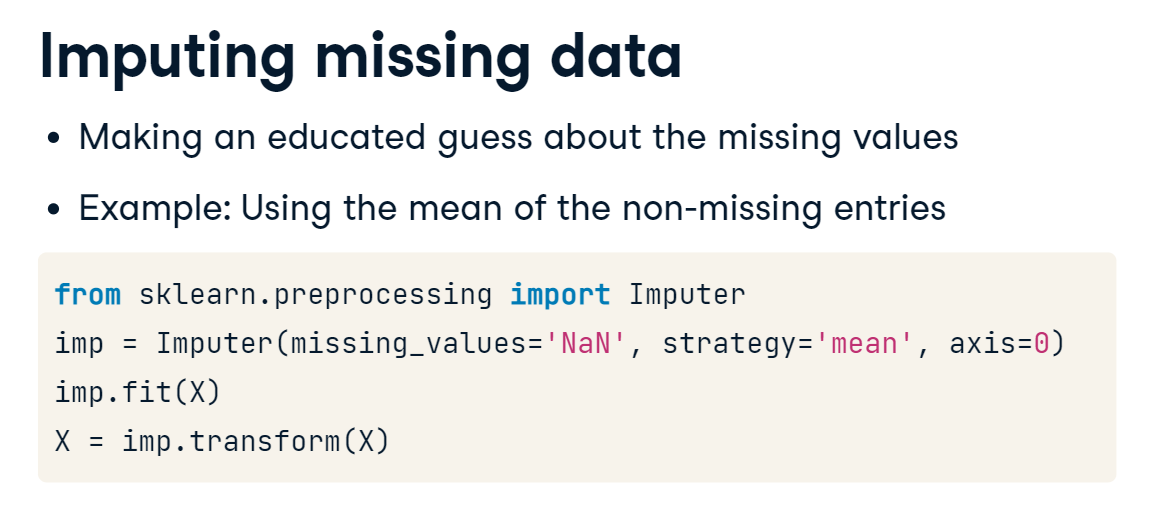 Imputing missing data
• Making an educated guess about the missing values
• Example: Using the mean of the non-missing entries
from sklearn.preprocessing import Imputer
imp = Imputer(missing_values='NaN', strategy='mean', axis=0)
imp.fit(X)
X = imp.transform(X)